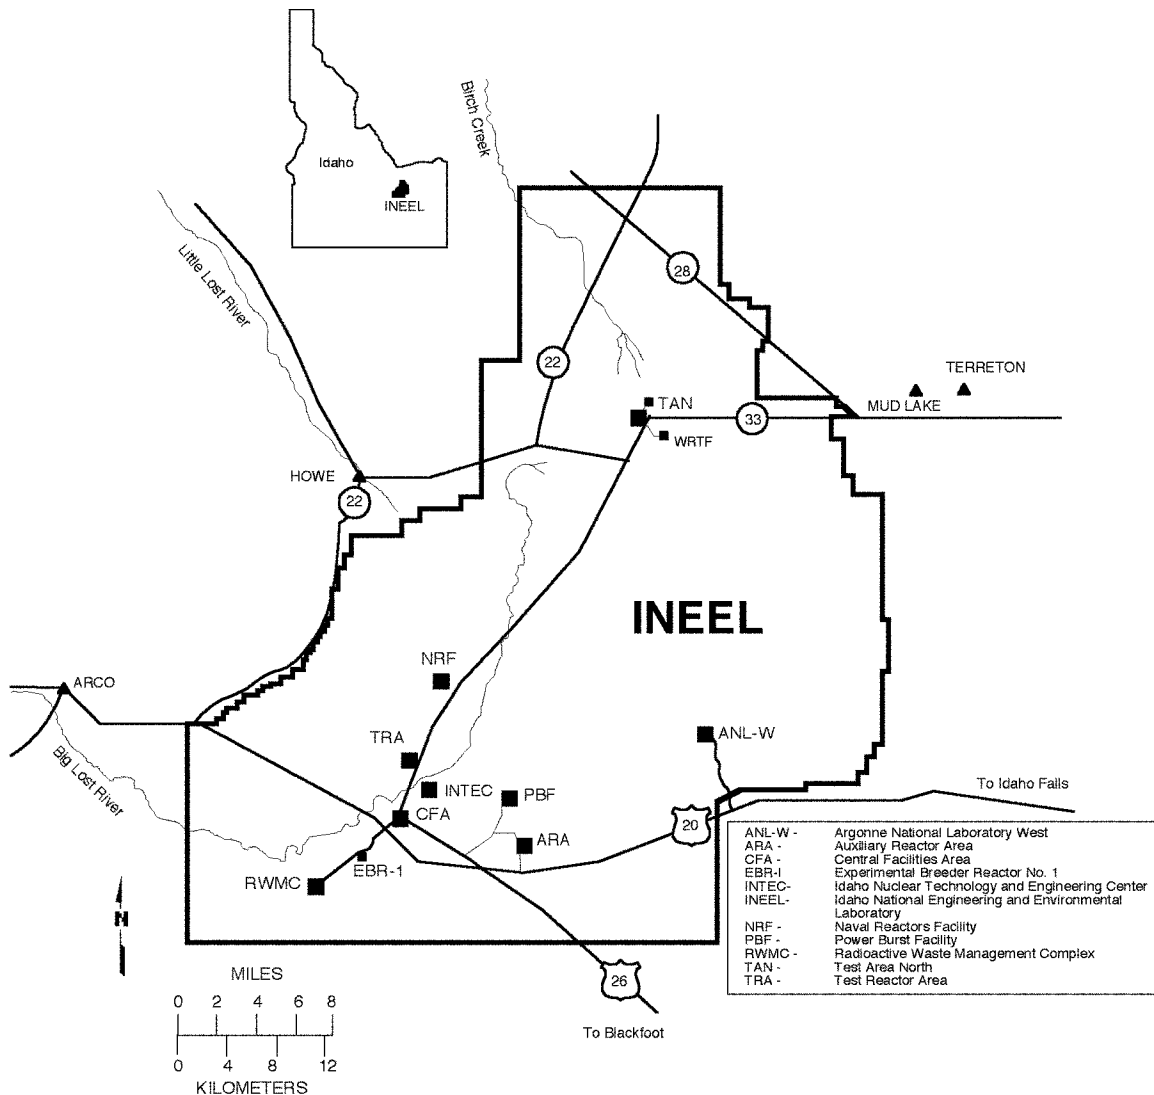 Idaho
INEEL
Birch Creek
Little Lost River
28
22
TERRETON
MUD LAKE
TAN
33
WRTF
HOWE
22
INEEL
NRF
ARCO
ANL-W
TRA
Big Lost River
INTEC
PBF
To Idaho Falls
CFA
20
ARA
EBR-1
RWMC
N
ANL-W - Argonne National Laboratory West
ARA - Auxiliary Reactor Area
CFA - Central Facilities Area
EBR-I Experimental Breeder Reactor No. 1
INTEC- Idaho Nuclear Technology and Engineering Center
INEEL- Idaho National Engineering and Environmental
Laboratory
NRF - Naval Reactors Facility
PBF - Power Burst Facility
RWMC - Radioactive Waste Management Complex
TAN - Test Area North
TRA - Test Reactor Area
26
To Blackfoot
MILES
0 2 4 6 8
0 4 8 12
KILOMETERS